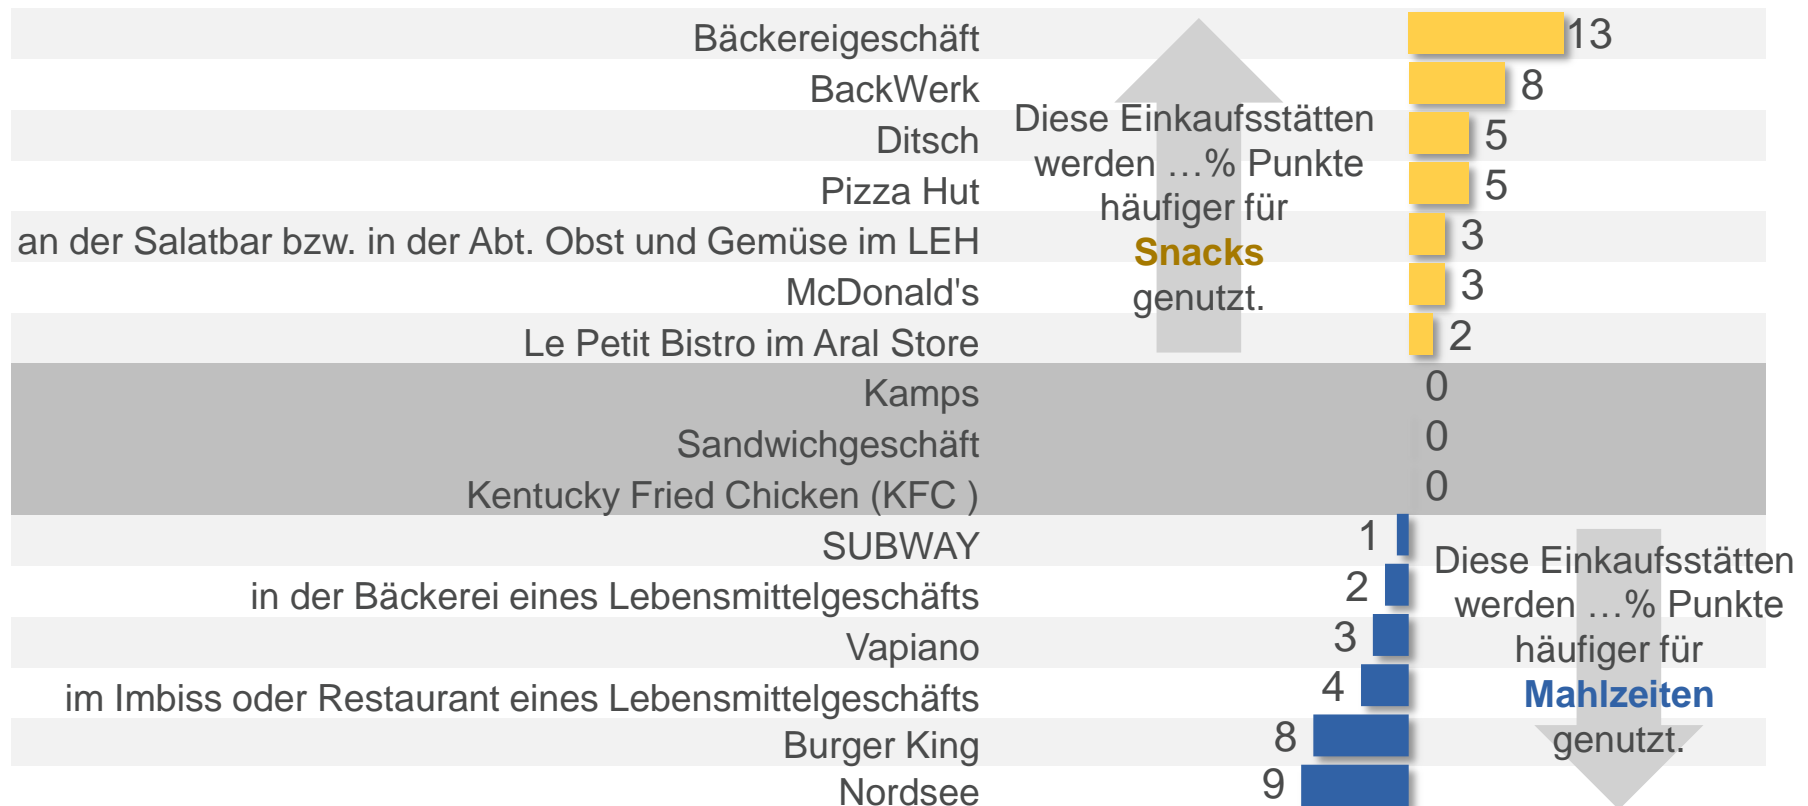 Bäckereigeschäft 13
BackWerk 8
Ditsch 5
Pizza Hut 5
an der Salatbar bzw. in der Abt. Obst und Gemüse im LEH 3
McDonald's 3
Le Petit Bistro im Aral Store 2
Diese Einkaufsstätten
werden …% Punkte
häufiger für
Snacks
genutzt.
Kamps 0
Sandwichgeschäft 0
Kentucky Fried Chicken (KFC ) 0
SUBWAY 1
in der Bäckerei eines Lebensmittelgeschäfts 2
Vapiano 3
im Imbiss oder Restaurant eines Lebensmittelgeschäfts 4
Burger King 8
Nordsee 9
Diese Einkaufsstätten
werden …% Punkte
häufiger für
Mahlzeiten
genutzt.